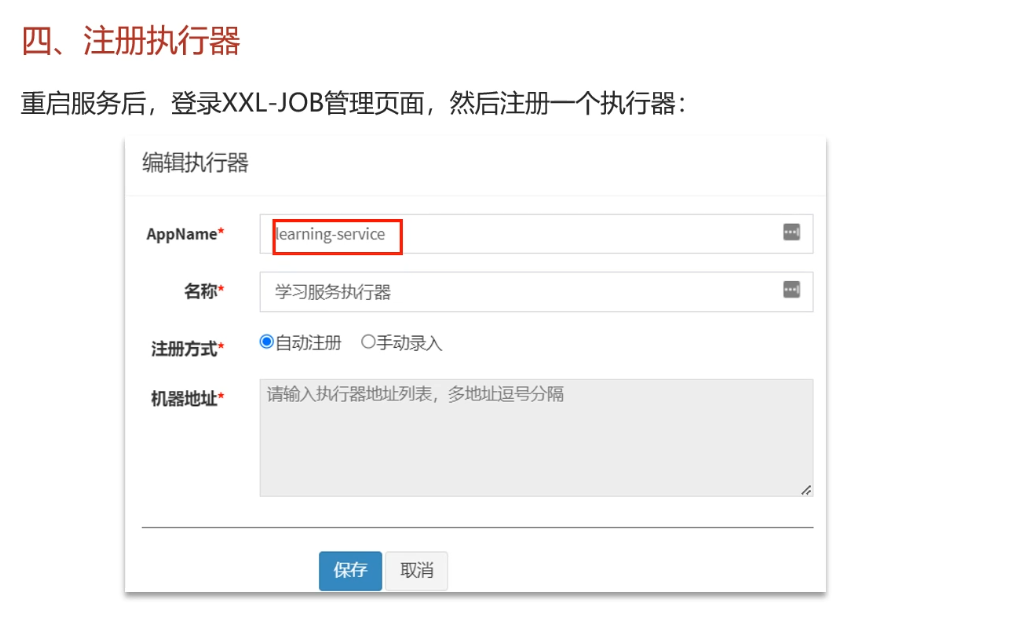 四、注册执行器
重启服务后，登录XXL-JOB管理页面，然后注册一个执行器：
编辑执行器
AppName* learning-service
名称* 学习服务执行器
注册方式* 自动注册 手动录入
机器地址* 请输入执行器地址列表，多地址逗号分隔
保存 取消